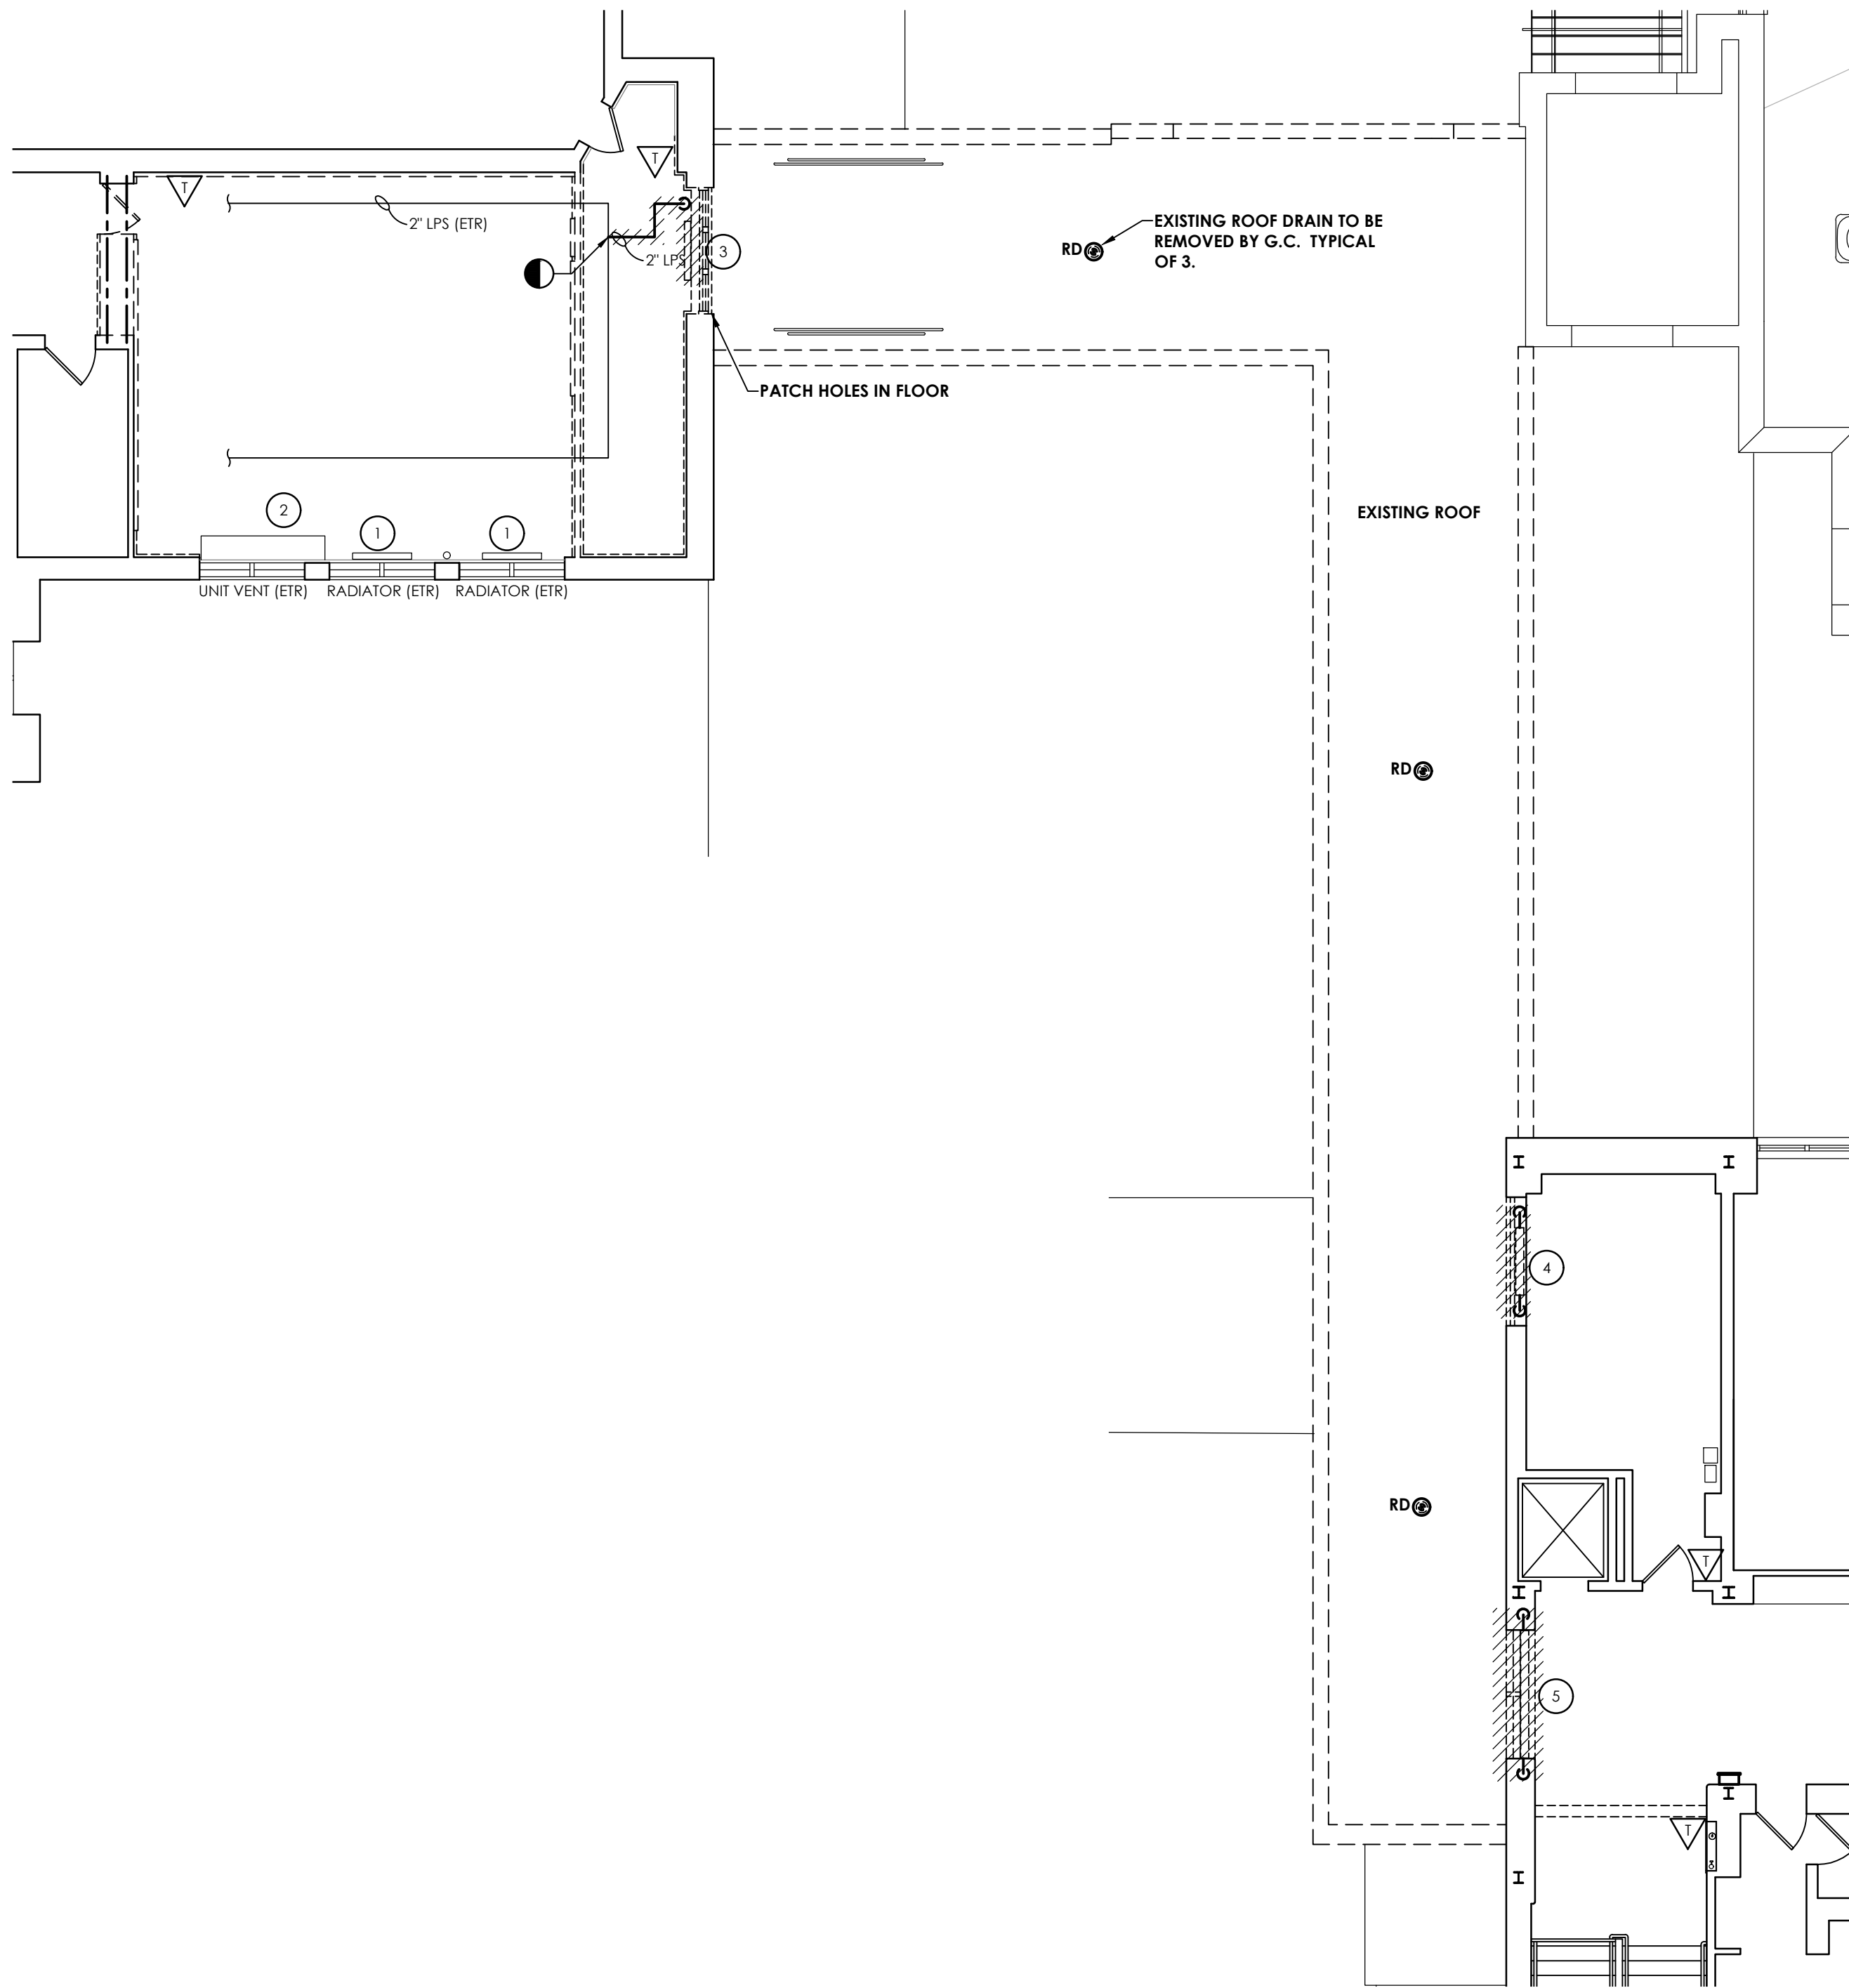 T
T
2" LPS (ETR)
2" LPS
3
RD
EXISTING ROOF DRAIN TO BE
REMOVED BY G.C. TYPICAL
OF 3.
PATCH HOLES IN FLOOR
2
1
1
EXISTING ROOF
UNIT VENT (ETR)
RADIATOR (ETR)
RADIATOR (ETR)
RD
4
RD
T
5
T